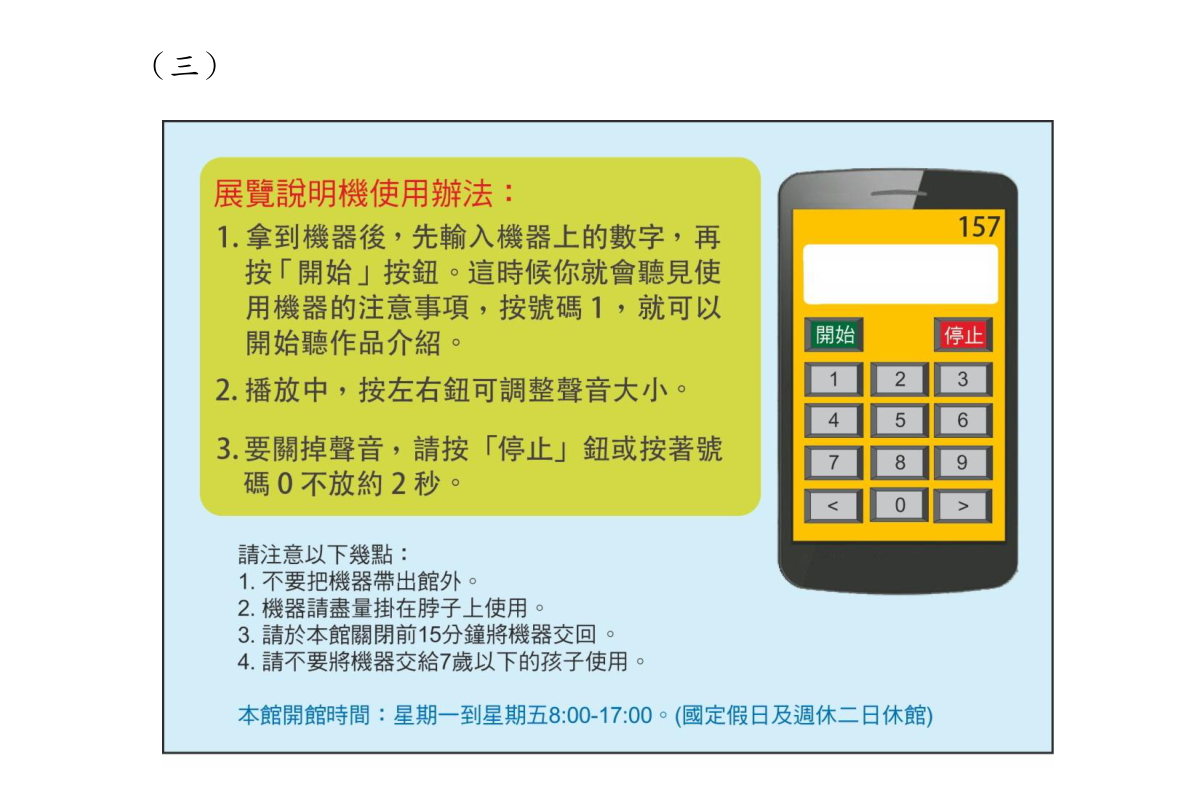 （三）
展覽說明機使用辦法：
1. 拿到機器後，先輸入機器上的數字，再
按「開始」按鈕。這時候你就會聽見使
用機器的注意事項，按號碼 1 ，就可以
開始聽作品介紹。
2. 播放中，按左右鈕可調整聲音大小。
3. 要關掉聲音，請按「停止」鈕或按著號
碼 0 不放約 2 秒。
157
開始 停止
1 2 3
4 5 6
7 8 9
< 0 >
請注意以下幾點：
1. 不要把機器帶出館外。
2. 機器請盡量掛在脖子上使用。
3. 請於本館關閉前15分鐘將機器交回。
4. 請不要將機器交給7歲以下的孩子使用。
本館開館時間：星期一到星期五8:00-17:00。(國定假日及週休二日休館)